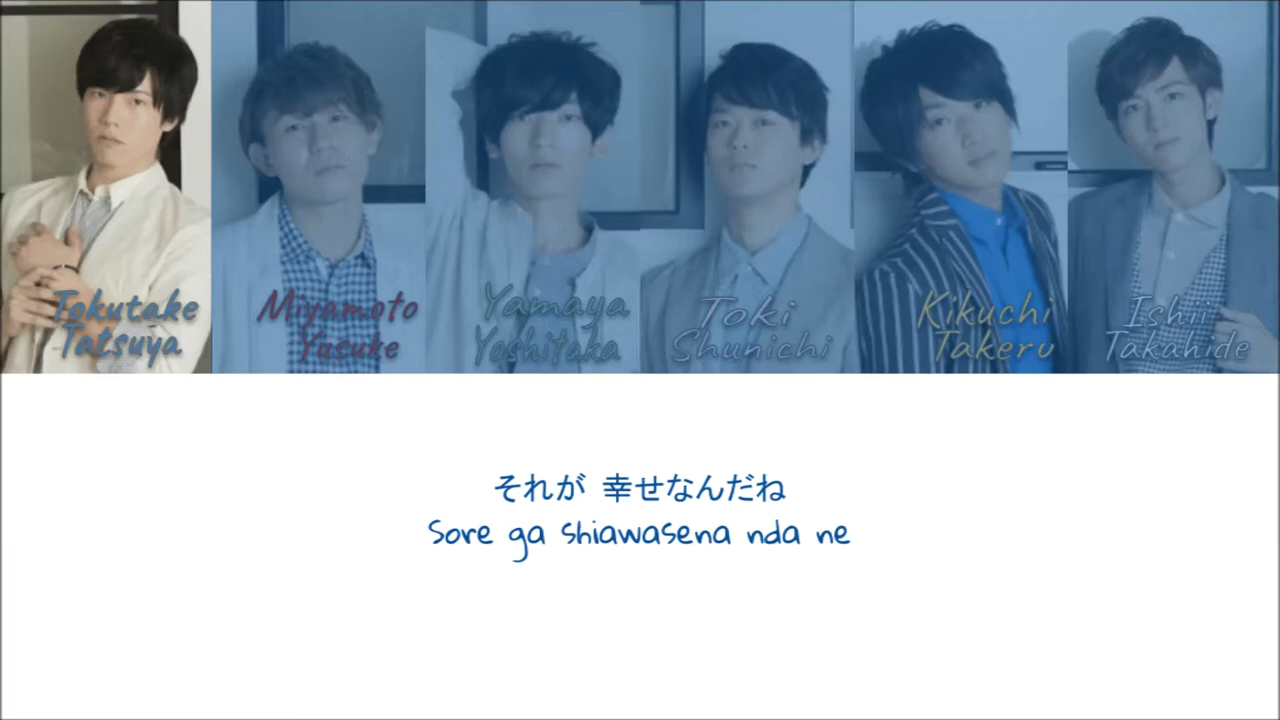 Tokutake
Tatsuya
Miyamoto
Yusuke
Yamaya
Yoshitaka
Toki
Shunichi
Kikuchi
Takeru
Ishii
Takahide
それが 幸せなんだね
Sore ga shiawasena nda ne